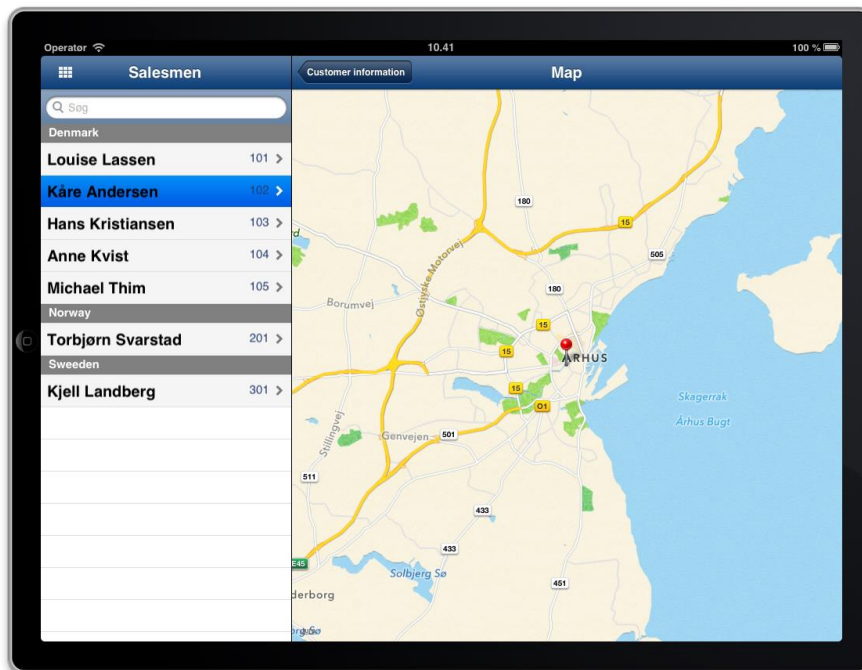 Operatør
10.41
100 %
Salesmen
Customer information
Map
Søg
Denmark
Louise Lassen 101
Kåre Andersen 102
Hans Kristiansen 103
Anne Kvist 104
Michael Thim 105
Norway
Torbjørn Svarstad 201
Sweeden
Kjell Landberg 301
180
15
505
Østjyske Motorvej
180
Borumvej
15
15
ÅRHUS
15
O1
Skagerrak
Århus Bugt
Stillingvej
Genvejen
501
511
433
433
E45
Solbjerg Sø
451
derborg